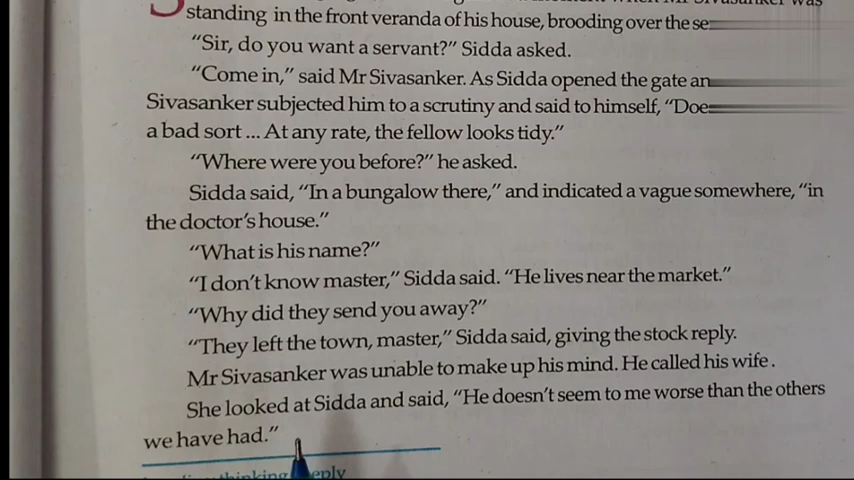 standing in the front veranda of his house, brooding over the se
"Sir, do you want a servant?" Sidda asked.
"Come in," said Mr Sivasanker. As Sidda opened the gate an
Sivasanker subjected him to a scrutiny and said to himself, "Doe
a bad sort ... At any rate, the fellow looks tidy."
"Where were you before?" he asked.
Sidda said, "In a bungalow there," and indicated a vague somewhere, "in
the doctor's house."
"What is his name?"
"I don't know master," Sidda said. "He lives near the market."
"Why did they send you away?"
"They left the town, master," Sidda said, giving the stock reply.
Mr Sivasanker was unable to make up his mind. He called his wife.
She looked at Sidda and said, "He doesn't seem to me worse than the others
we have had."